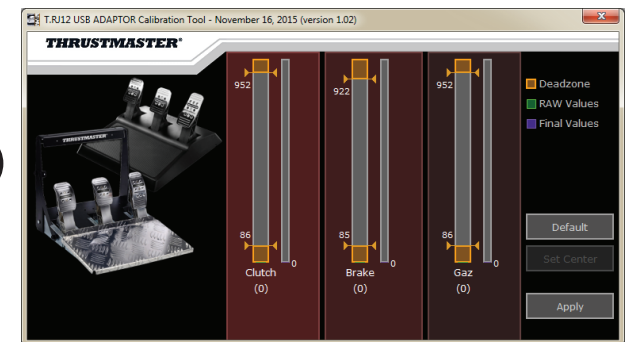 T.RJ12 USB ADAPTOR Calibration Tool - November 16, 2015 (version 1.02)
THRUSTMASTER®
THRUSTMASTER
952
922
952
86
85
86
0
0
0
Clutch
Brake
Gaz
(0)
(0)
(0)
Deadzone
RAW Values
Final Values
Default
Set Center
Apply